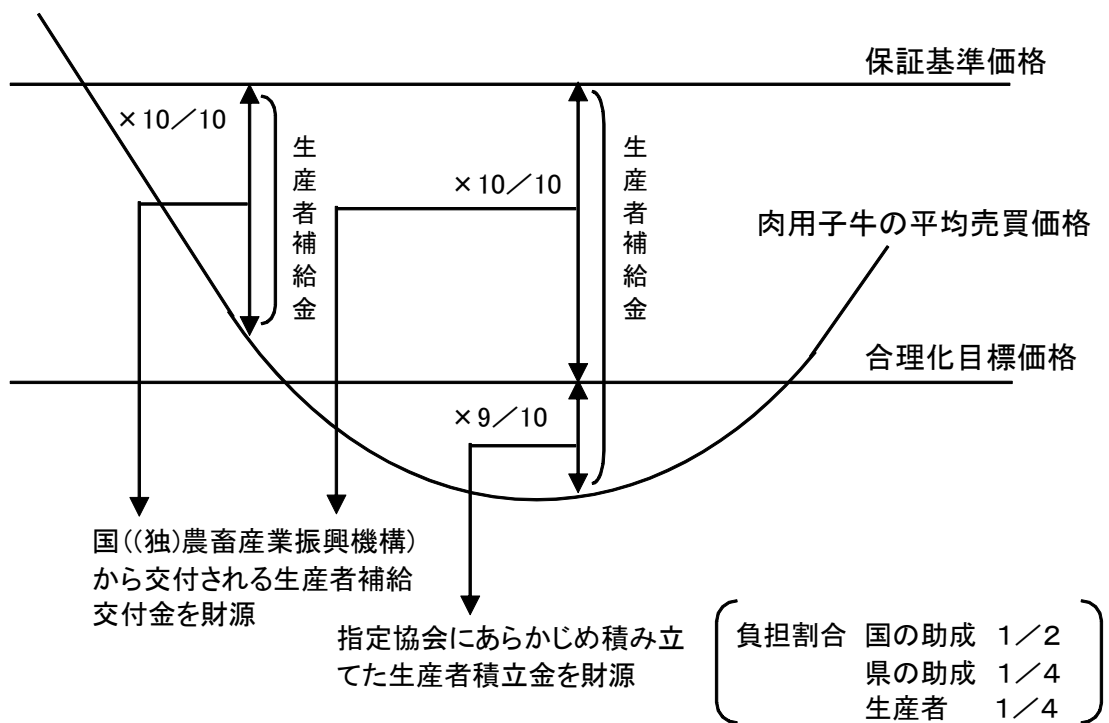 保証基準価格
×10／10
生産者補給金
×10／10
生産者補給金
肉用子牛の平均売買価格
合理化目標価格
×9／10
国((独)農畜産業振興機構)
から交付される生産者補給
交付金を財源
指定協会にあらかじめ積み立
てた生産者積立金を財源
負担割合 国の助成 1／2
県の助成 1／4
生産者 1／4